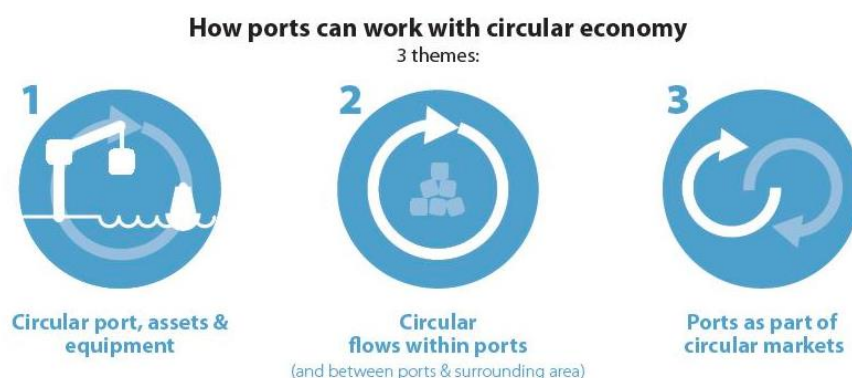 How ports can work with circular economy
3 themes:
1
2
3
Circular port, assets &
equipment
Circular
flows within ports
(and between ports & surrounding area)
Ports as part of
circular markets